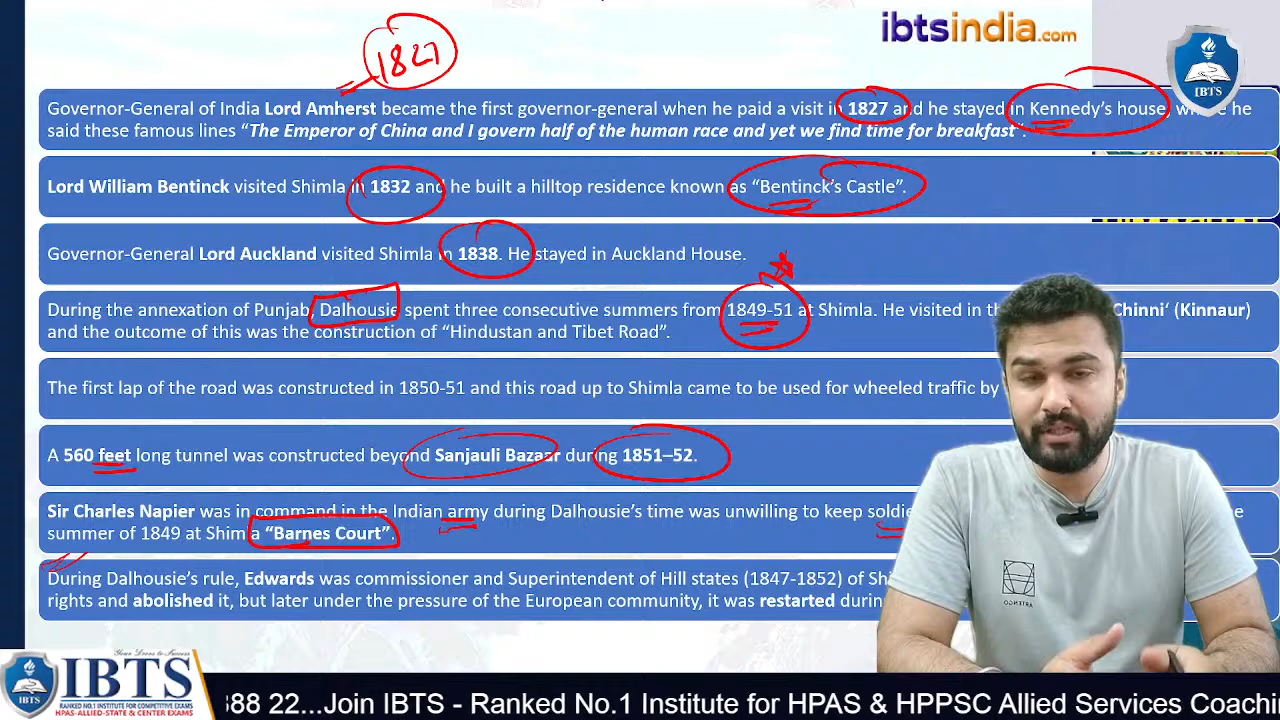 ibtsindia.com
1827
IBTS
Governor-General of India Lord Amherst became the first governor-general when he paid a visit in 1827 and he stayed in Kennedy's house, where he
said these famous lines “The Emperor of China and I govern half of the human race and yet we find time for breakfast”.
Lord William Bentinck visited Shimla in 1832 and he built a hilltop residence known as “Bentinck's Castle”.
Governor-General Lord Auckland visited Shimla in 1838. He stayed in Auckland House.
During the annexation of Punjab, Dalhousie spent three consecutive summers from 1849-51 at Shimla. He visited in th Chinni‘ (Kinnaur)
and the outcome of this was the construction of “Hindustan and Tibet Road”.
The first lap of the road was constructed in 1850-51 and this road up to Shimla came to be used for wheeled traffic by
A 560 feet long tunnel was constructed beyond Sanjauli Bazaar during 1851–52.
Sir Charles Napier was in command in the Indian army during Dalhousie's time was unwilling to keep soldie e
summer of 1849 at Shimla “Barnes Court”.
During Dalhousie's rule, Edwards was commissioner and Superintendent of Hill states (1847-1852) of Sh
rights and abolished it, but later under the pressure of the European community, it was restarted during
ARTENGO
Your Dream to Success
IBTS
IBTS
RANKED NO.1 INSTITUTE FOR COMPETITIVE EXAMS
HPAS-ALLIED-STATE & CENTER EXAMS
388 22...Join IBTS - Ranked No.1 Institute for HPAS & HPPSC Allied Services Coachi